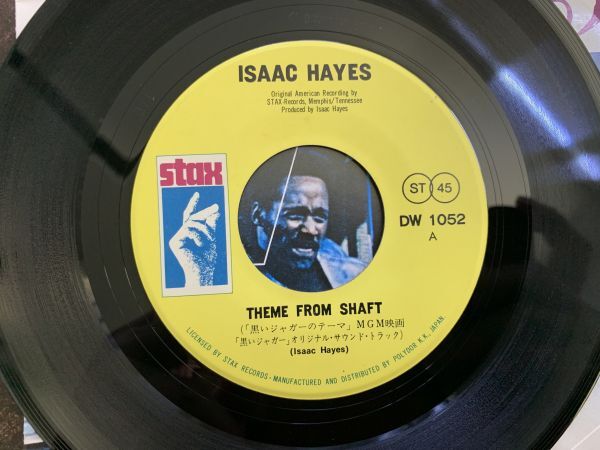 ISAAC HAYES
Original American Recording by
STAX-Records, Memphis/Tennessee
Produced by Isaac Hayes
stax
ST 45
DW 1052
A
THEME FROM SHAFT
(「黒いジャガーのテーマ」MGM映画
「黒いジャガー」オリジナル・サウンド・トラック)
(Isaac Hayes)
LICENSED BY STAX RECORDS-MANUFACTURED AND DISTRIBUTED BY POLYDOR K.K., JAPAN.